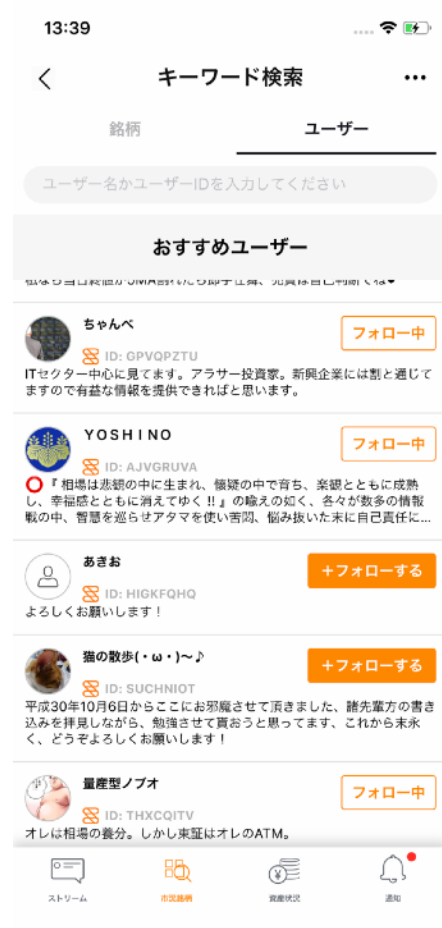 13:39
キーワード検索
銘柄
ユーザー
ユーザー名かユーザーIDを入力してください
おすすめユーザー
ちゃんべ
フォロー中
ID: GPVQPZTU
ITセクター中心に見てます。アラサー投資家。新興企業には割と通じて
ますので有益な情報を提供できればと思います。
YOSHINO
フォロー中
ID: AJVGRUVA
⭕『相場は悲観の中に生まれ、懐疑の中で育ち、楽観とともに成熟
し、幸福感とともに消えてゆく!!』の喩えの如く、各々が数多の情報
戦の中、智慧を巡らせアタマを使い苦悶、悩み抜いた末に自己責任に...
あきお
+フォローする
ID: HIGKFQHQ
よろしくお願いします！
猫の散歩(・ω・)〜♪
+フォローする
ID: SUCHNIOT
平成30年10月6日からここにお邪魔させて頂きました、諸先輩方の書き
込みを拝見しながら、勉強させて貰おうと思ってます、これから末永
く、どうぞよろしくお願いします！
量産型ノブオ
フォロー中
ID: THXCQITV
オレは相場の養分。しかし東証はオレのATM。
ストリーム
市況銘柄
資産状況
通知